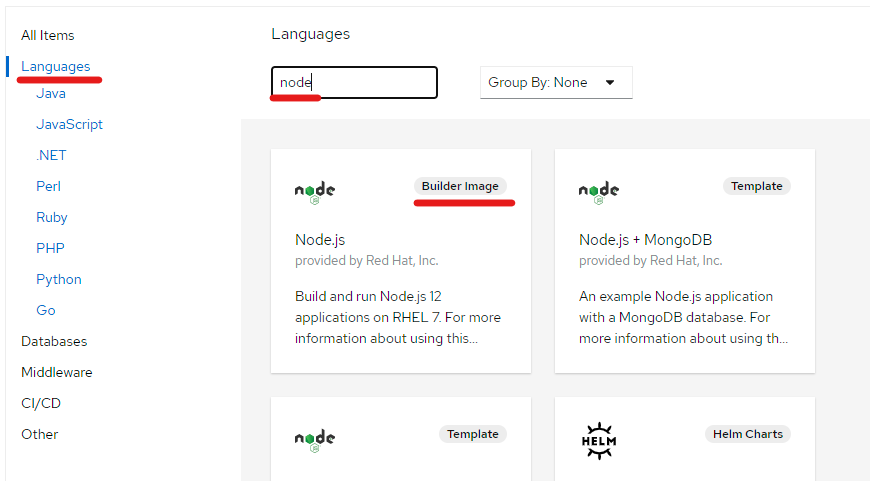 All Items
Languages
Java
JavaScript
.NET
Perl
Ruby
PHP
Python
Go
Databases
Middleware
CI/CD
Other
Languages
node
Group By: None
node
JS
Builder Image
Node.js
provided by Red Hat, Inc.
Build and run Node.js 12
applications on RHEL 7. For more
information about using this...
node
JS
Template
Node.js + MongoDB
provided by Red Hat, Inc.
An example Node.js application
with a MongoDB database. For
more information about using th...
node
JS
Template
HELM
Helm Charts